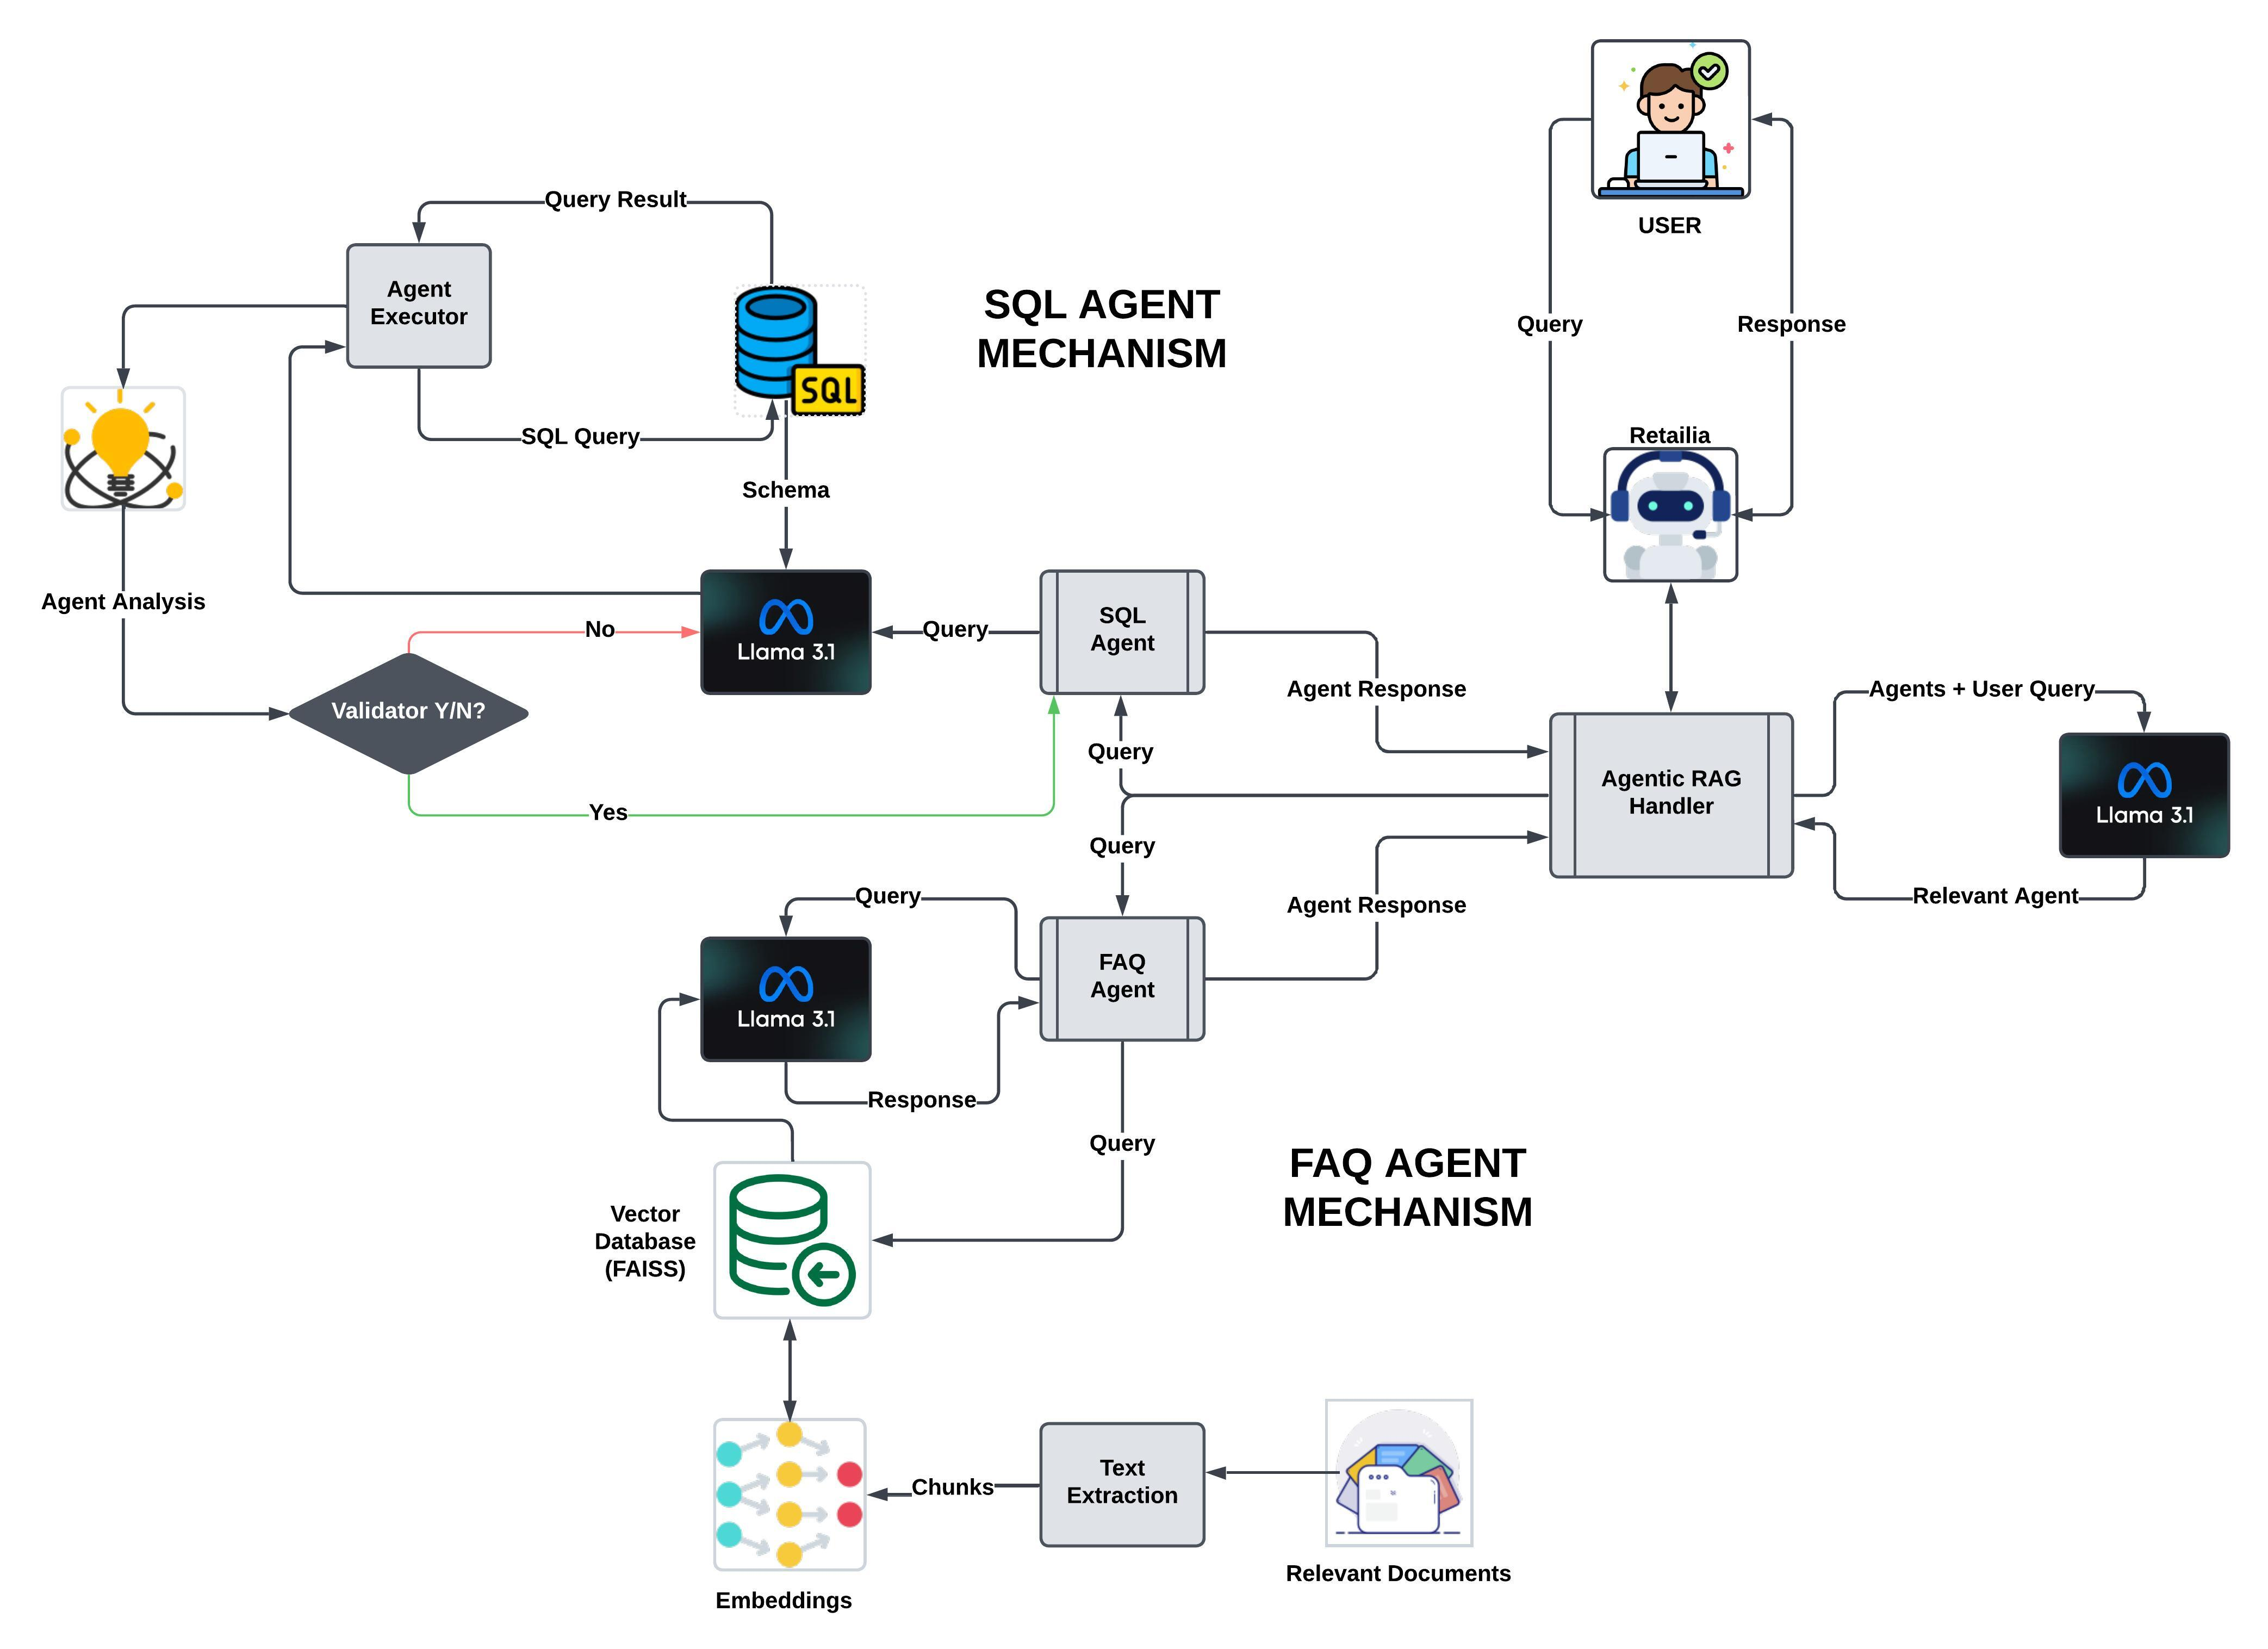 USER
Query Result
Agent
Executor
SQL AGENT
MECHANISM
Query
Response
SQL
SQL Query
Retailia
Schema
Agent Analysis
No
Llama 3.1
Query
SQL
Agent
Agent Response
Agents + User Query
Validator Y/N?
Query
Agentic RAG
Handler
Llama 3.1
Yes
Query
Query
Agent Response
Relevant Agent
Llama 3.1
FAQ
Agent
Response
Query
FAQ AGENT
MECHANISM
Vector
Database
(FAISS)
Chunks
Text
Extraction
Relevant Documents
Embeddings